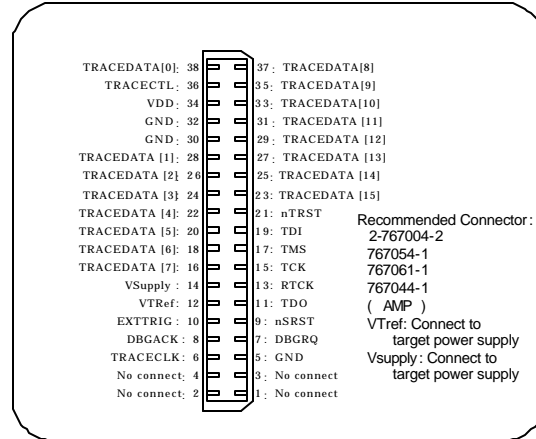 TRACEDATA[0]: 38 37: TRACEDATA[8]
TRACECTL: 36 35: TRACEDATA[9]
VDD: 34 33: TRACEDATA[10]
GND: 32 31: TRACEDATA [11]
GND: 30 29: TRACEDATA [12]
TRACEDATA [1]: 28 27: TRACEDATA [13]
TRACEDATA [2]: 26 25: TRACEDATA [14]
TRACEDATA [3]: 24 23: TRACEDATA [15]
TRACEDATA [4]: 22 21: nTRST
TRACEDATA [5]: 20 19: TDI
TRACEDATA [6]: 18 17: TMS
TRACEDATA [7]: 16 15: TCK
VSupply : 14 13: RTCK
VTRef: 12 11: TDO
EXTTRIG : 10 9: nSRST
DBGACK : 8 7: DBGRQ
TRACECLK: 6 5: GND
No connect: 4 3: No connect
No connect: 2 1: No connect
Recommended Connector :
2-767004-2
767054-1
767061-1
767044-1
( AMP )
VTref: Connect to
target power supply
Vsupply : Connect to
target power supply